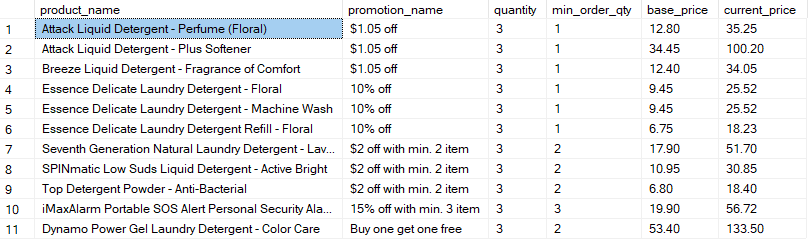 product_name promotion_name quantity min_order_qty base_price current_price
1 Attack Liquid Detergent - Perfume (Floral) $1.05 off 3 1 12.80 35.25
2 Attack Liquid Detergent - Plus Softener $1.05 off 3 1 34.45 100.20
3 Breeze Liquid Detergent - Fragrance of Comfort $1.05 off 3 1 12.40 34.05
4 Essence Delicate Laundry Detergent - Floral 10% off 3 1 9.45 25.52
5 Essence Delicate Laundry Detergent - Machine Wash 10% off 3 1 9.45 25.52
6 Essence Delicate Laundry Detergent Refill - Floral 10% off 3 1 6.75 18.23
7 Seventh Generation Natural Laundry Detergent - Lav... $2 off with min. 2 item 3 2 17.90 51.70
8 SPINmatic Low Suds Liquid Detergent - Active Bright $2 off with min. 2 item 3 2 10.95 30.85
9 Top Detergent Powder - Anti-Bacterial $2 off with min. 2 item 3 2 6.80 18.40
10 iMaxAlarm Portable SOS Alert Personal Security Ala... 15% off with min. 3 item 3 3 19.90 56.72
11 Dynamo Power Gel Laundry Detergent - Color Care Buy one get one free 3 2 53.40 133.50